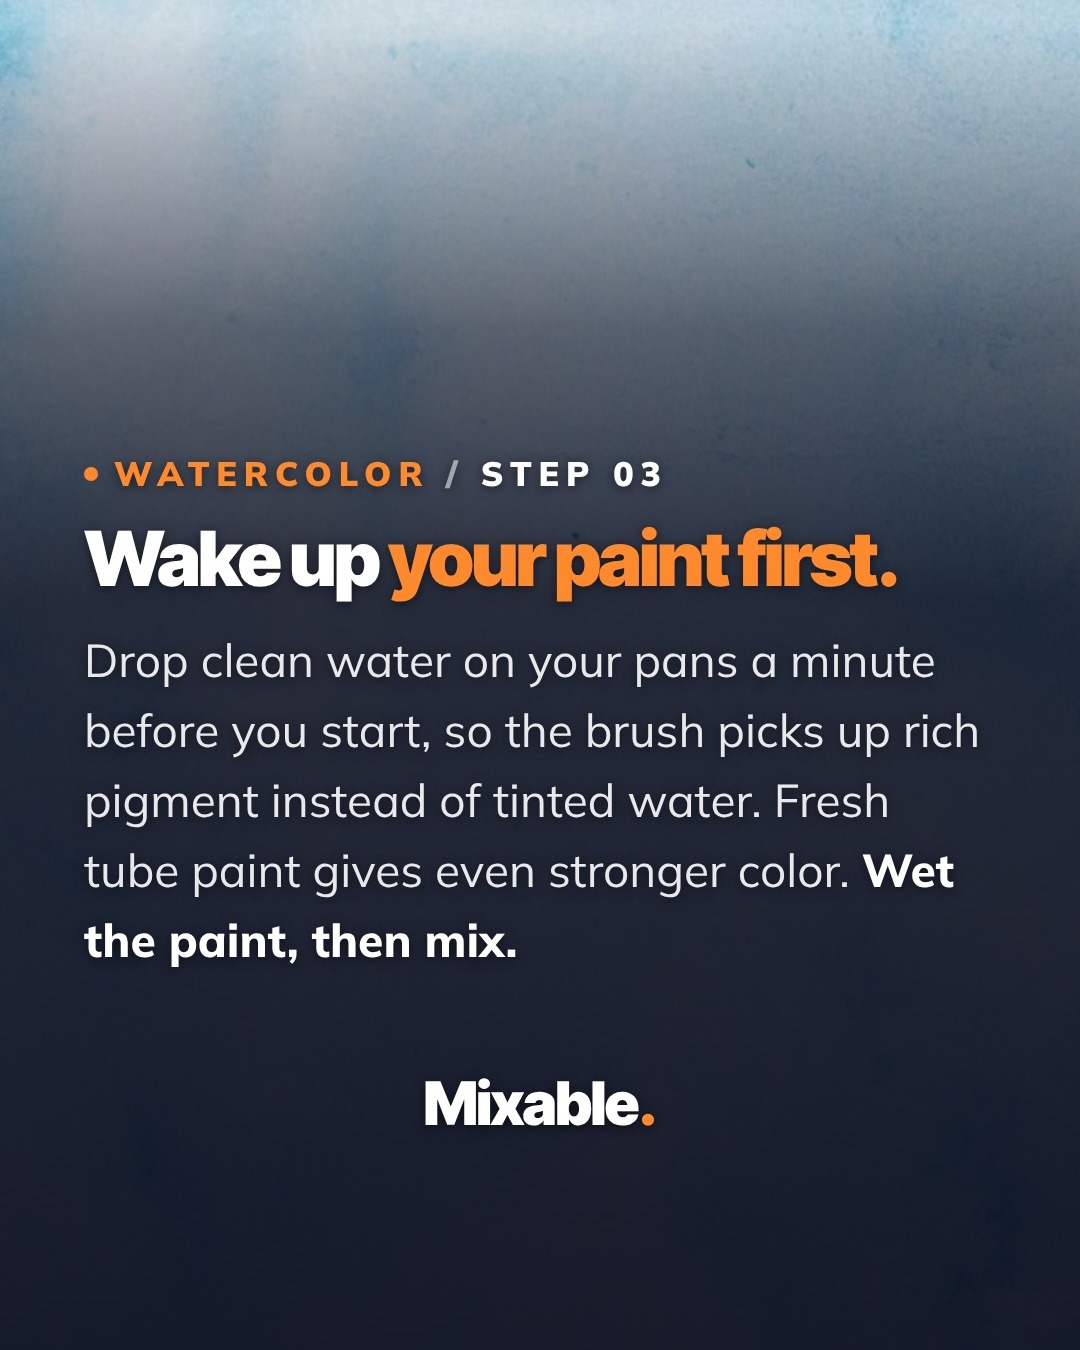 • WATERCOLOR / STEP 03
Wake up your paint first.
Drop clean water on your pans a minute
before you start, so the brush picks up rich
pigment instead of tinted water. Fresh
tube paint gives even stronger color. Wet
the paint, then mix.
Mixable.